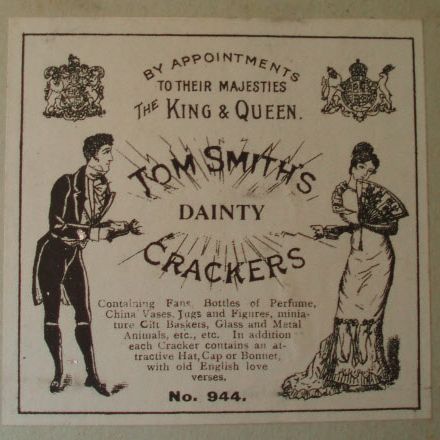 BY APPOINTMENTS
TO THEIR MAJESTIES
THE KING & QUEEN.
TOM SMITH'S
DAINTY
CRACKERS
Containing Fans, Bottles of Perfume,
China Vases, Jugs and Figures, minia-
ture Gilt Baskets, Glass and Metal
Animals, etc., etc. In addition
each Cracker contains an at-
tractive Hat, Cap or Bonnet,
with old English love
verses.
No. 944.